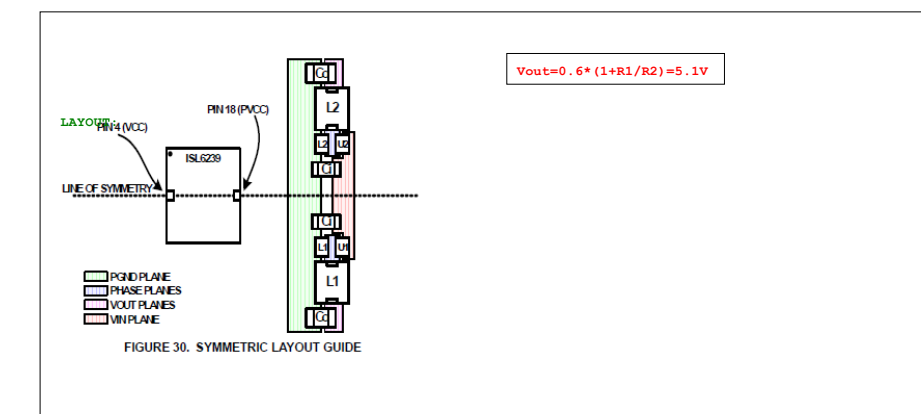 Vout=0.6*(1+R1/R2)=5.1V
Co
L2
PIN 18 (PVCC)
LAYOUT:
PIN 4 (VCC)
L2 U2
ISL6239
Ci
LINE OF SYMMETRY
Ci
L1 U1
L1
PGND PLANE
PHASE PLANES
VOUT PLANES
VIN PLANE
Co
FIGURE 30. SYMMETRIC LAYOUT GUIDE